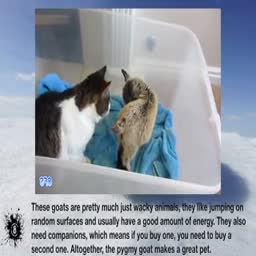 These goats are pretty much just wacky animals, they like jumping on
random surfaces and usually have a good amount of energy. They also
need companions, which means if you buy one, you need to buy a
second one. Altogether, the pygmy goat makes a great pet.